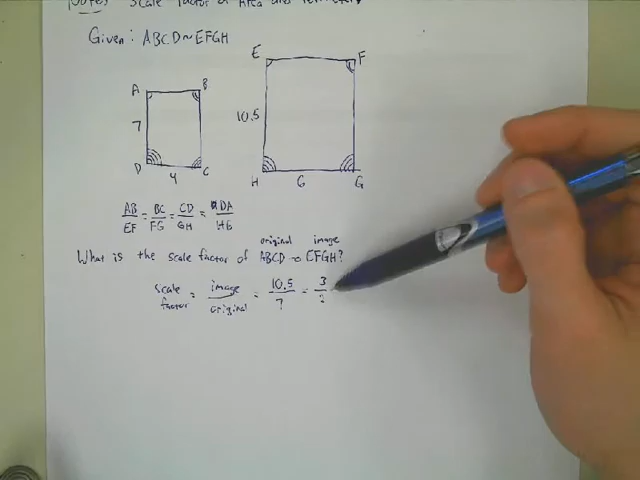 Notes Scale Factor of Area and
Given: ABCD ~ EFGH
E F
A B
7 10.5
D C
4 H 6 G
AB/EF = BC/FG = CD/GH = DA/HE
original image
What is the scale factor of ABCD ~ EFGH?
scale factor = image/original = 10.5/7 = 3/2